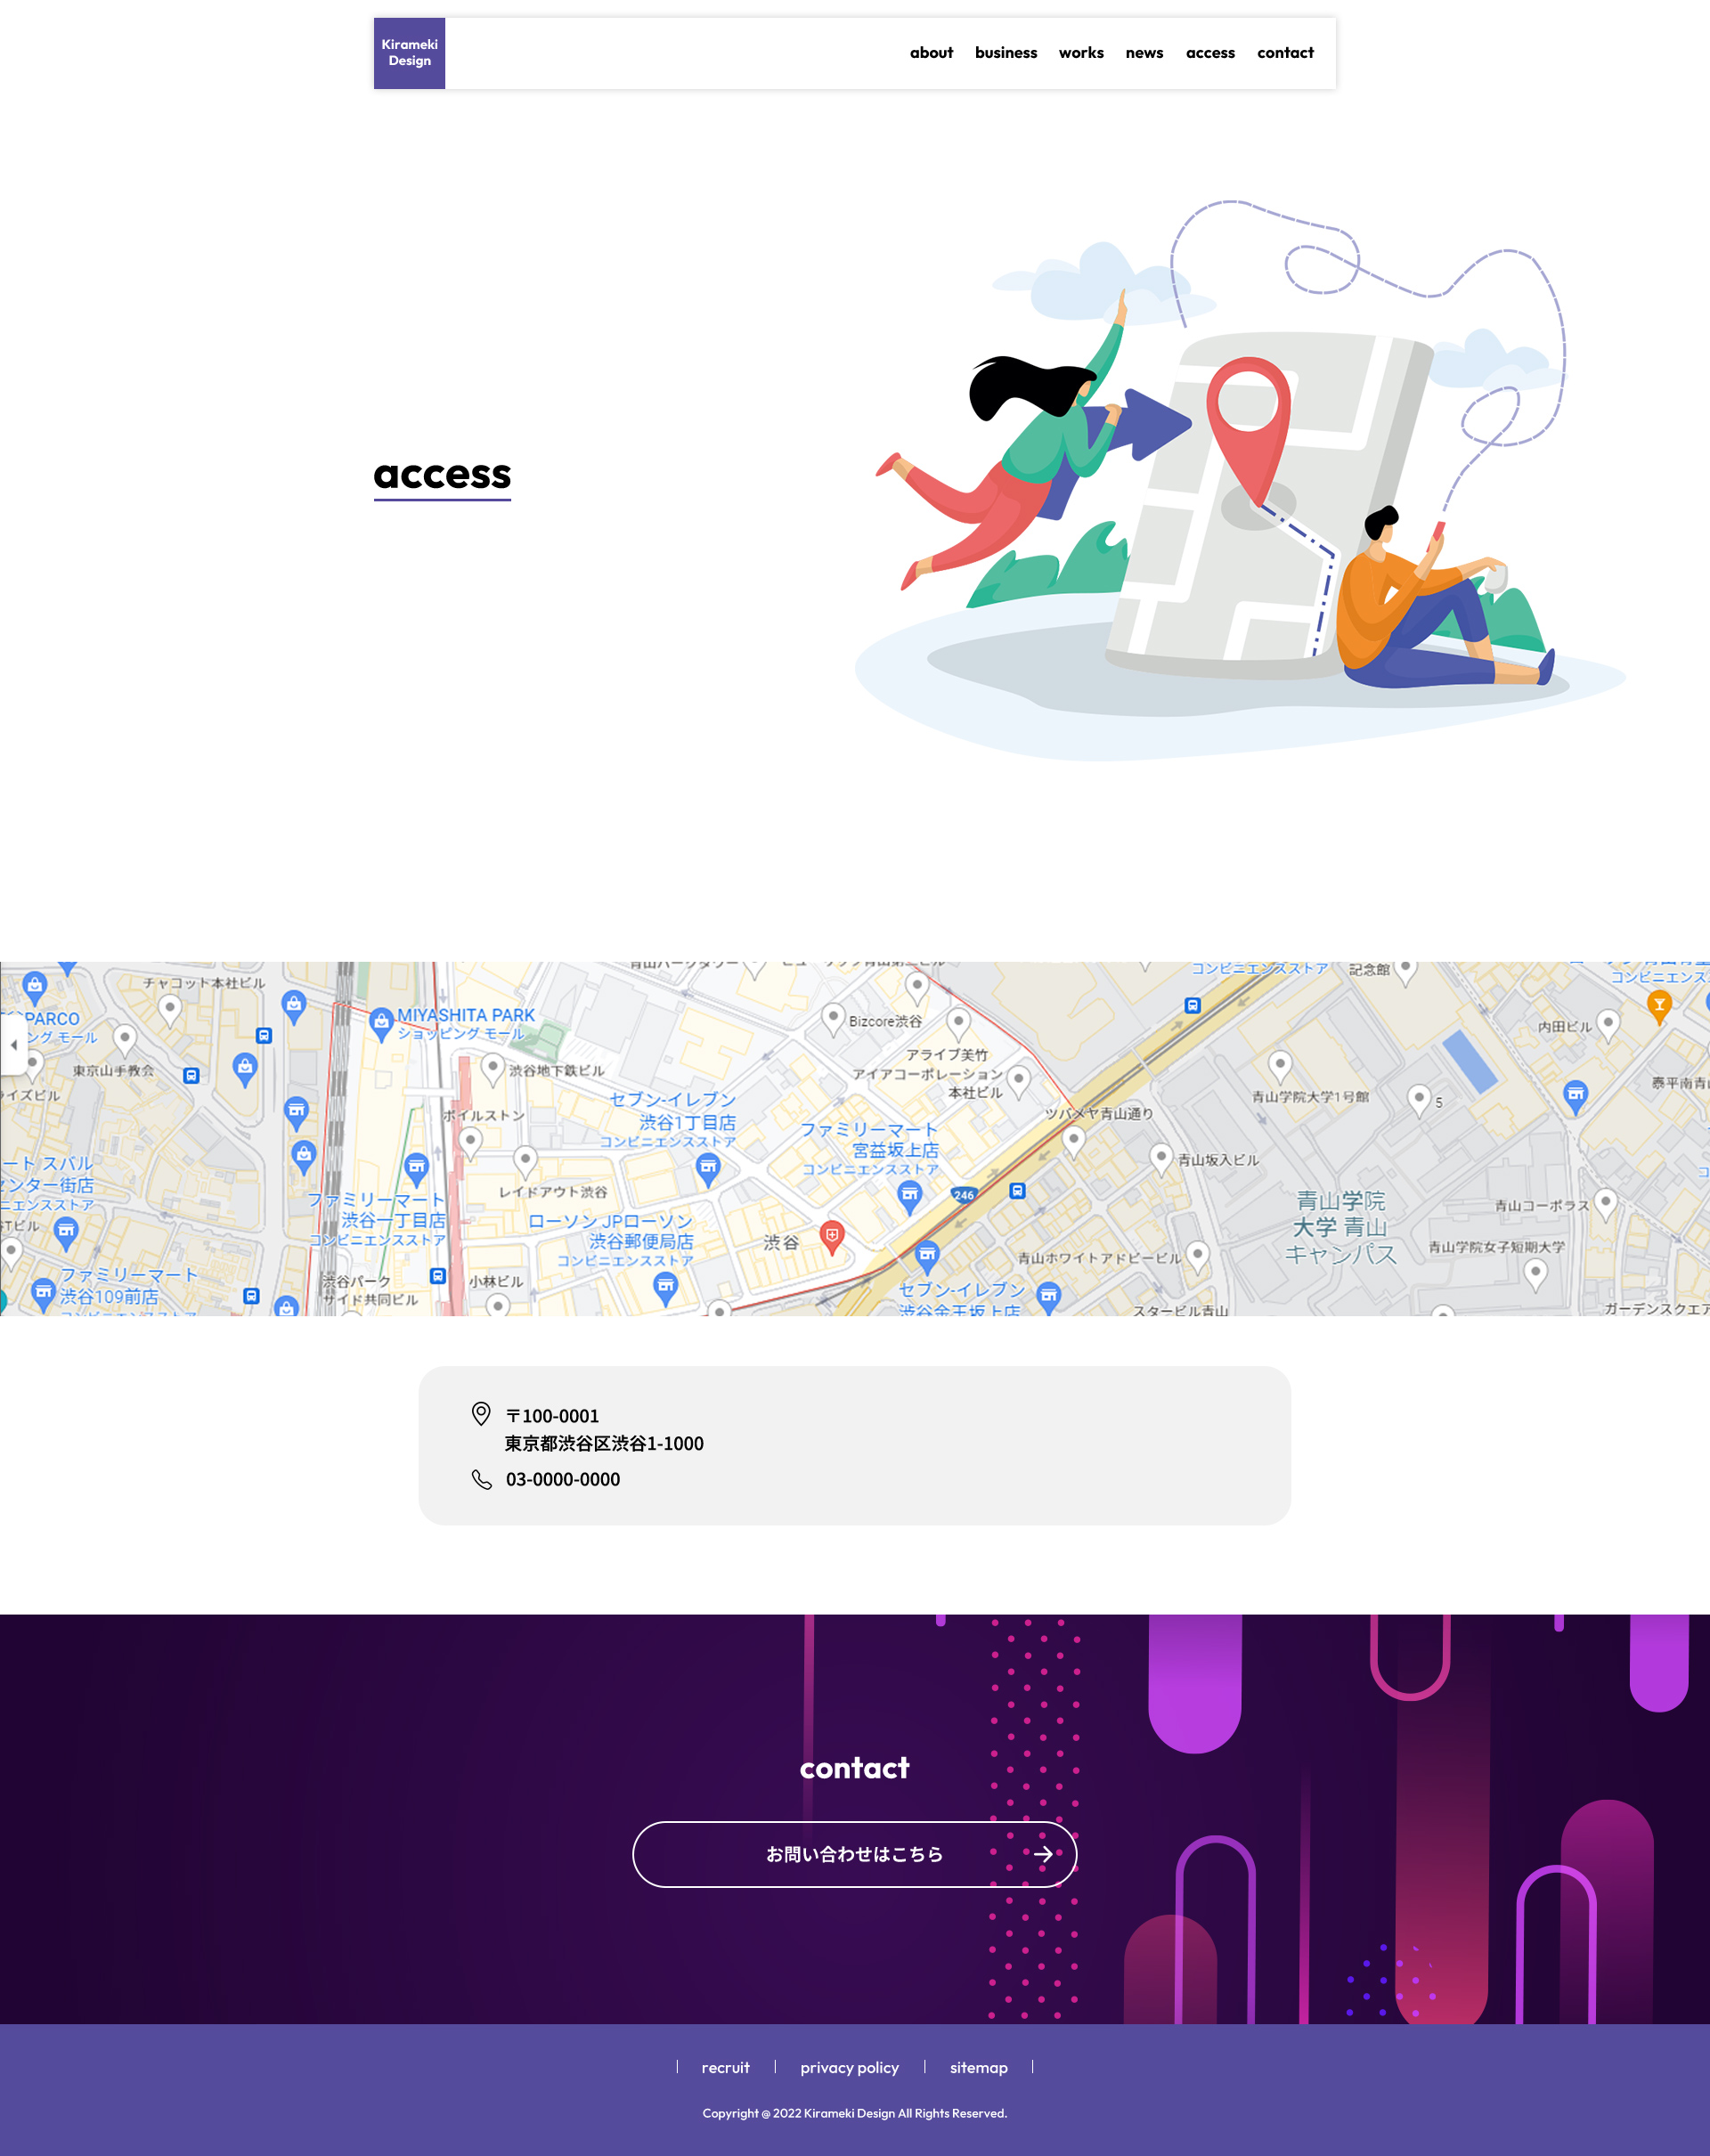 Kirameki
Design
about business works news access contact
access
チャコット本社ビル
コンビニエンスストア
記念館
PARCO
MIYASHITA PARK
ショッピング モール
Bizcore渋谷
内田ビル
東京山手教会
渋谷地下鉄ビル
アライブ美竹
アイアコーポレーション
本社ビル
青山学院大学1号館
5
ボイルストン
セブン-イレブン
渋谷1丁目店
コンビニエンスストア
ツバメヤ青山通り
ファミリーマート
宮益坂上店
コンビニエンスストア
青山坂入ビル
レイドアウト渋谷
246
ファミリーマート
渋谷一丁目店
コンビニエンスストア
ローソン JPローソン
渋谷郵便局店
コンビニエンスストア
渋谷
青山学院
大学 青山
キャンパス
青山コーポラス
青山学院女子短期大学
青山ホワイトアドビービル
ファミリーマート
渋谷109前店
渋谷パーク
サイド共同ビル
小林ビル
セブン-イレブン
渋谷金王坂上店
スタービル青山
〒100-0001
東京都渋谷区渋谷1-1000
03-0000-0000
contact
お問い合わせはこちら
recruit privacy policy sitemap
Copyright @ 2022 Kirameki Design All Rights Reserved.